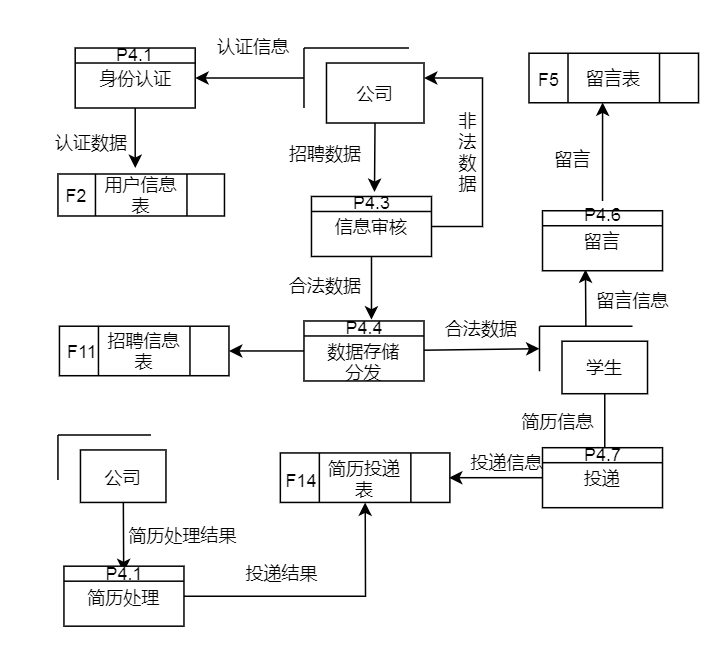 认证信息
P4.1
身份认证
公司
F5
留言表
认证数据
招聘数据
非
法
数
据
留言
F2
用户信息
表
P4.3
信息审核
P4.6
留言
合法数据
留言信息
P4.4
数据存储
分发
合法数据
F11
招聘信息
表
学生
简历信息
公司
F14
简历投递
表
投递信息
P4.7
投递
简历处理结果
P4.1
简历处理
投递结果